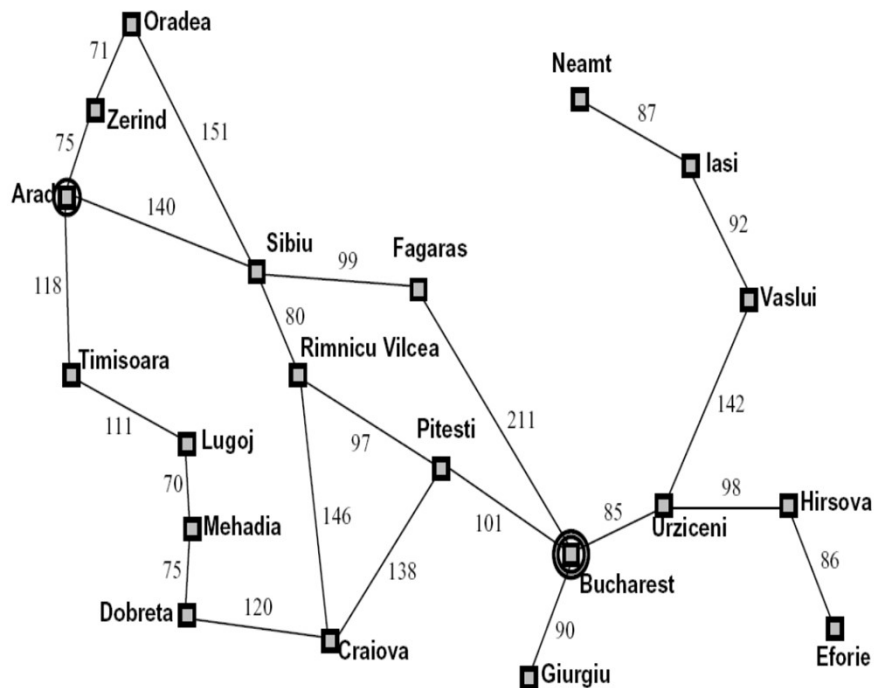 Oradea
71
Neamt
87
Zerind
75
151
Iasi
Arad
140
92
Sibiu
Fagaras
99
118
Vaslui
80
Timisoara
Rimnicu Vilcea
142
111
Lugoj
97
Pitesti
211
70
98
Hirsova
Mehadia
146
101
85
Urziceni
86
75
138
Bucharest
Dobreta
120
90
Craiova
Giurgiu
Eforie